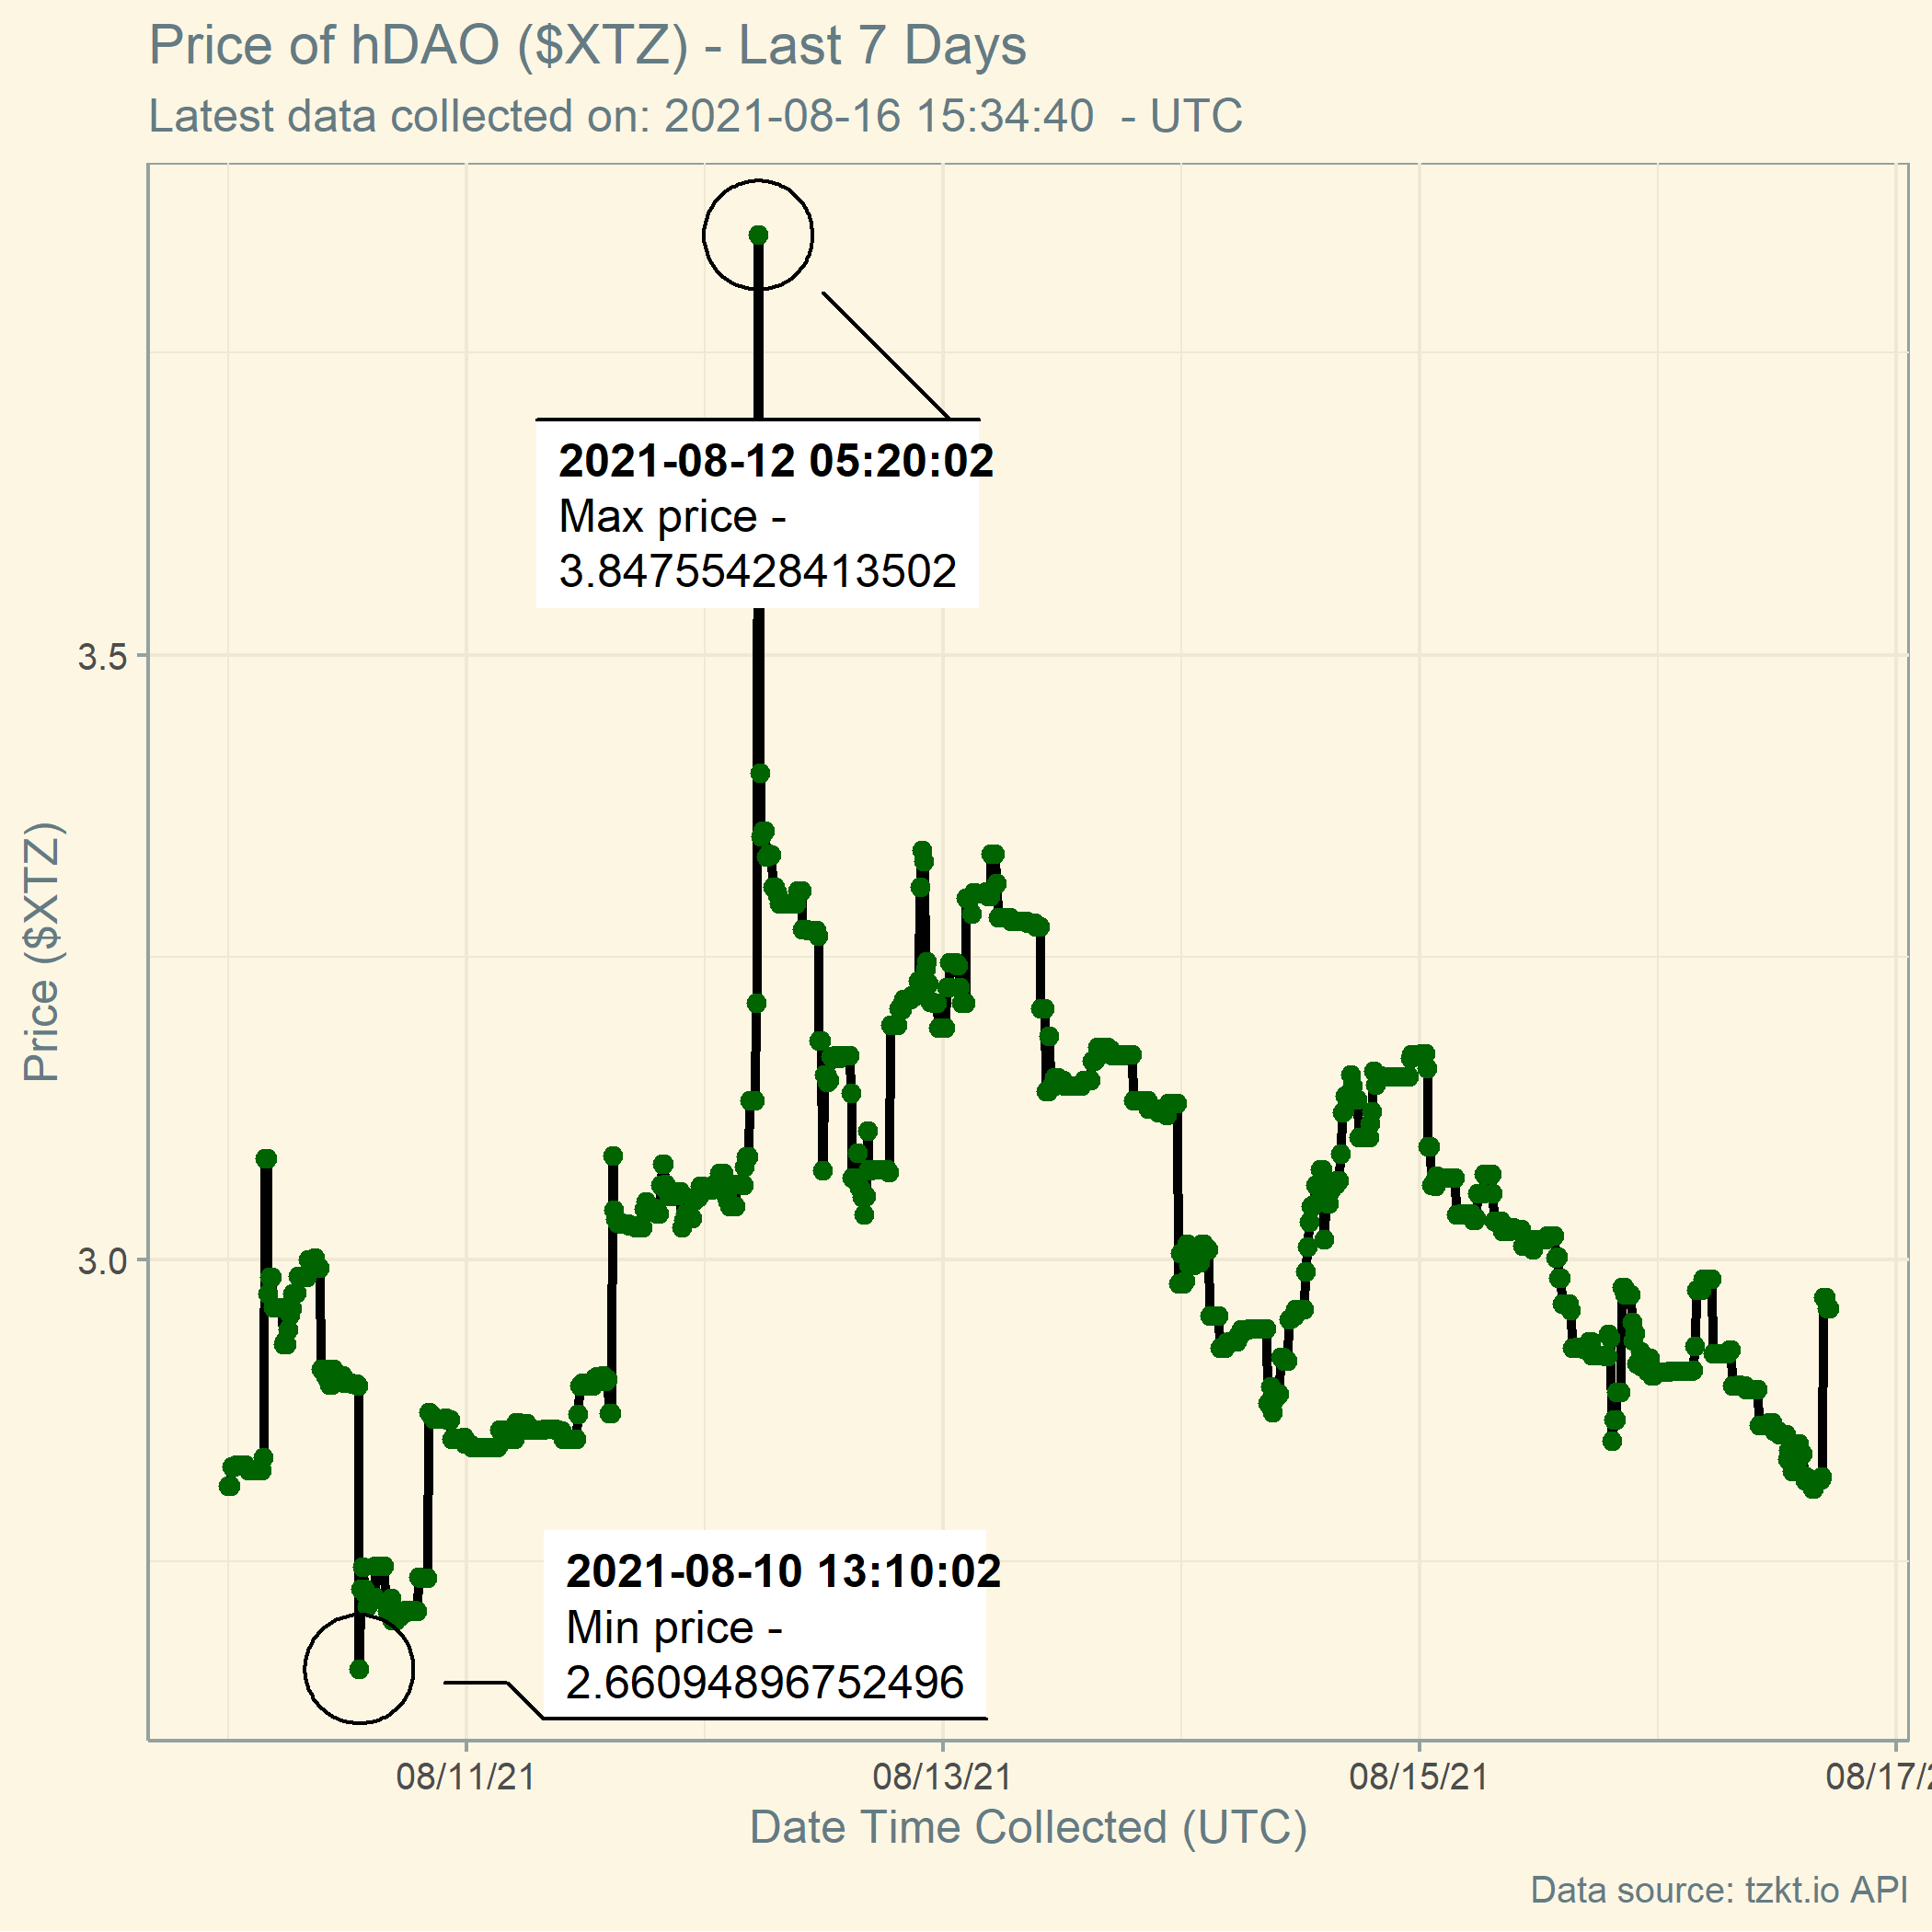 Price of hDAO ($XTZ) - Last 7 Days
Latest data collected on: 2021-08-16 15:34:40  - UTC
2021-08-12 05:20:02
Max price -
3.84755428413502
3.5
Price ($XTZ)
3.0
2021-08-10 13:10:02
Min price -
2.66094896752496
08/11/21 08/13/21 08/15/21 08/17/2
Date Time Collected (UTC)
Data source: tzkt.io API